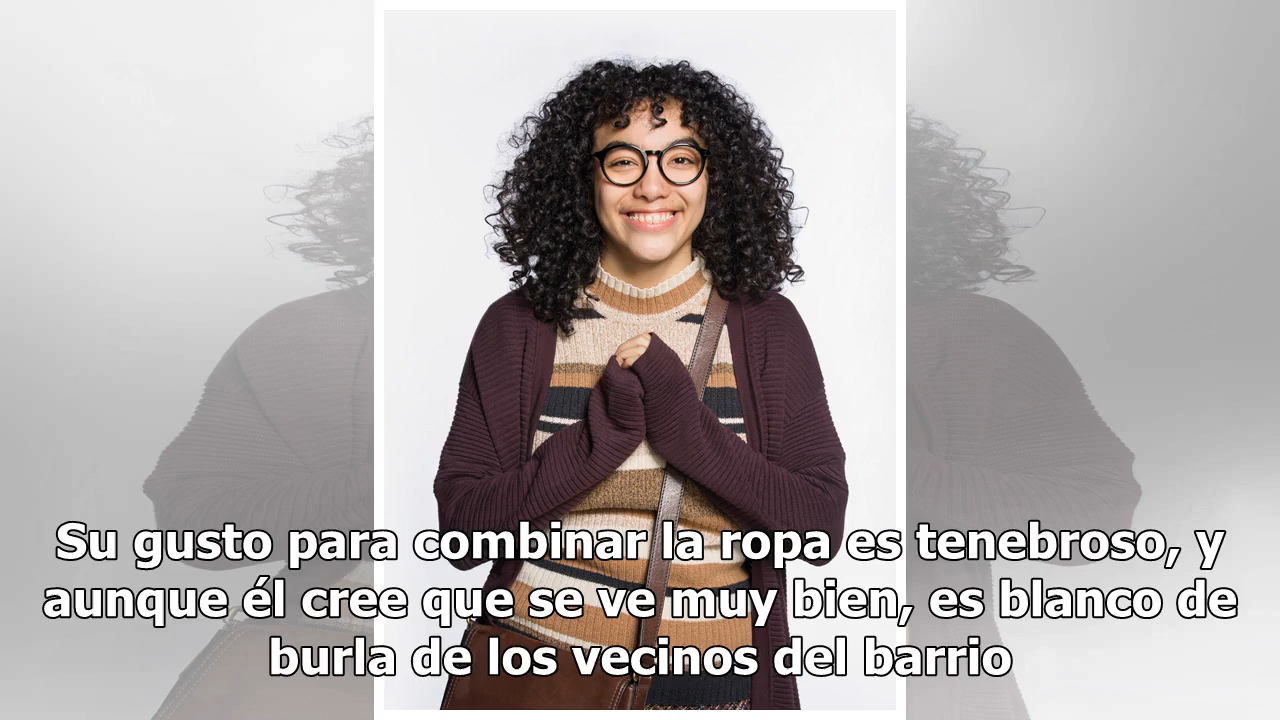 Su gusto para combinar la ropa es tenebroso, y
aunque él cree que se ve muy bien, es blanco de
burla de los vecinos del barrio